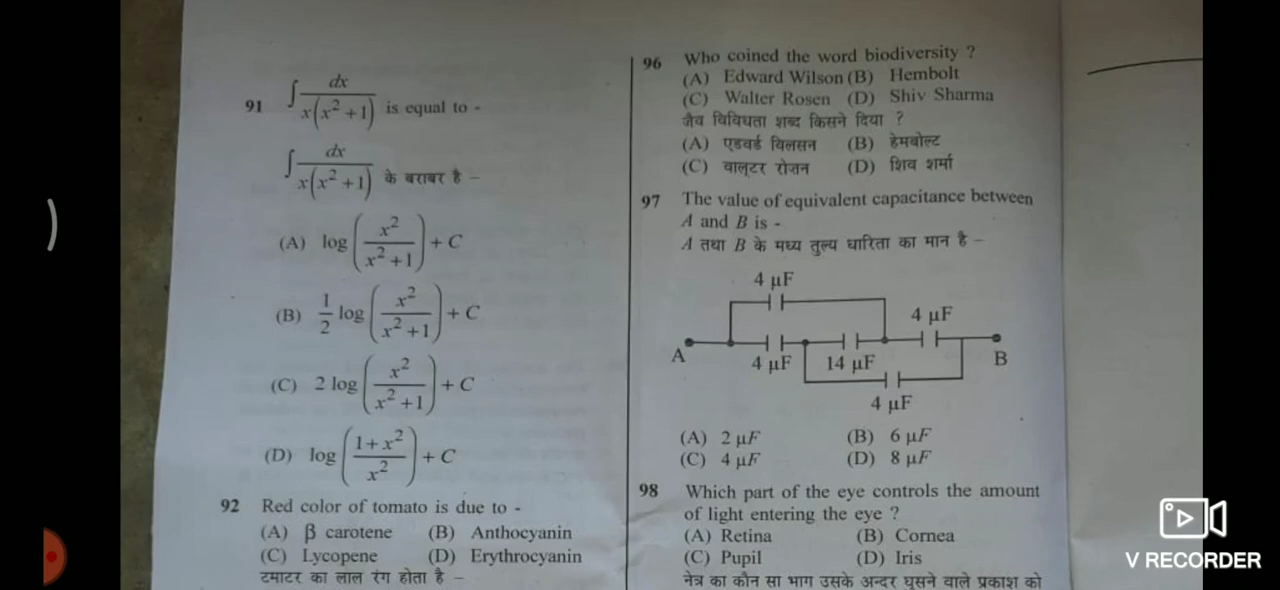 91 ∫ dx / x(x² + 1) is equal to -
∫ dx / x(x² + 1) के बराबर है –
(A) log (x² / x² + 1) + C
(B) 1/2 log (x² / x² + 1) + C
(C) 2 log (x² / x² + 1) + C
(D) log (1 + x² / x²) + C
92 Red color of tomato is due to -
(A) β carotene (B) Anthocyanin
(C) Lycopene (D) Erythrocyanin
टमाटर का लाल रंग होता है –
96 Who coined the word biodiversity ?
(A) Edward Wilson (B) Hembolt
(C) Walter Rosen (D) Shiv Sharma
जैव विविधता शब्द किसने दिया ?
(A) एडवर्ड विलसन (B) हेमबोल्ट
(C) वाल्टर रोजन (D) शिव शर्मा
97 The value of equivalent capacitance between
A and B is -
A तथा B के मध्य तुल्य धारिता का मान है –
4 μF
4 μF
A 4 μF 14 μF B
4 μF
(A) 2 μF (B) 6 μF
(C) 4 μF (D) 8 μF
98 Which part of the eye controls the amount
of light entering the eye ?
(A) Retina (B) Cornea
(C) Pupil (D) Iris
नेत्र का कौन सा भाग उसके अन्दर घुसने वाले प्रकाश को
V RECORDER